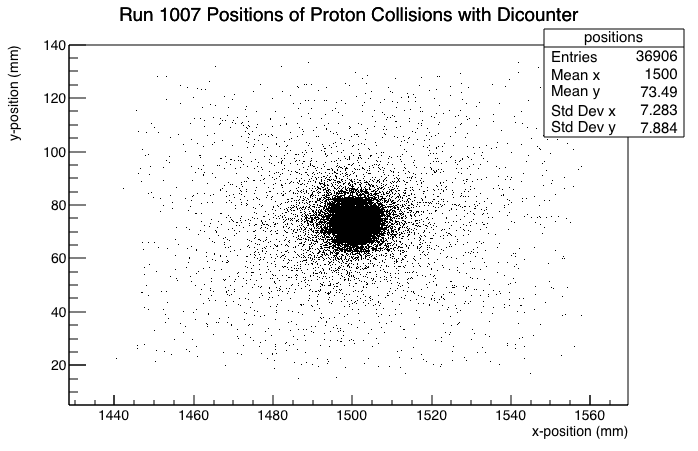 Run 1007 Positions of Proton Collisions with Dicounter
positions
Entries 36906
Mean x 1500
Mean y 73.49
Std Dev x 7.283
Std Dev y 7.884
y-position (mm)
140
120
100
80
60
40
20
1440 1460 1480 1500 1520 1540 1560
x-position (mm)